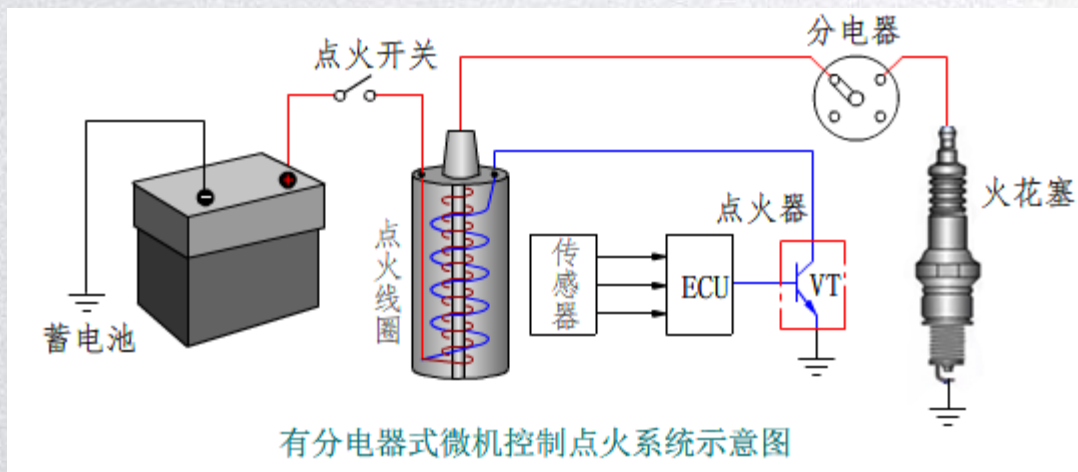 分电器
点火开关
火花塞
点火器
点火线圈
传感器
ECU
VT
蓄电池
有分电器式微机控制点火系统示意图